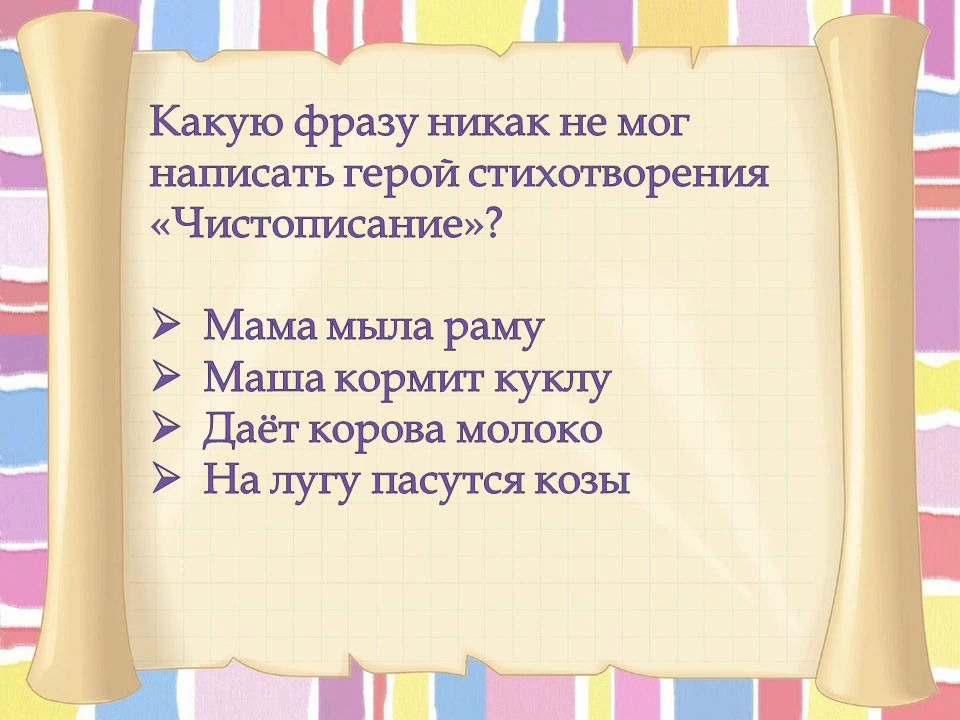 Какую фразу никак не мог
написать герой стихотворения
«Чистописание»?
➢ Мама мыла раму
➢ Маша кормит куклу
➢ Даёт корова молоко
➢ На лугу пасутся козы